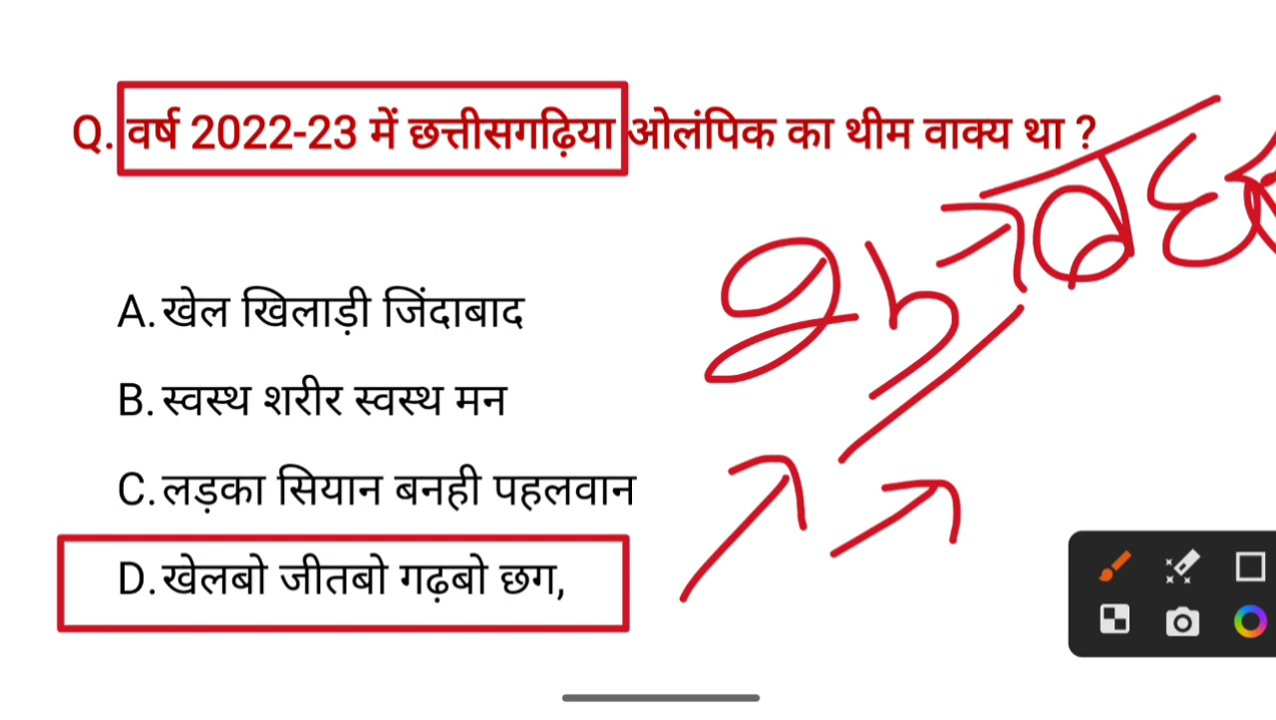 Q. वर्ष 2022-23 में छत्तीसगढ़िया ओलंपिक का थीम वाक्य था ?
A. खेल खिलाड़ी जिंदाबाद
B. स्वस्थ शरीर स्वस्थ मन
C. लड़का सियान बनही पहलवान
D. खेलबो जीतबो गढ़बो छग,